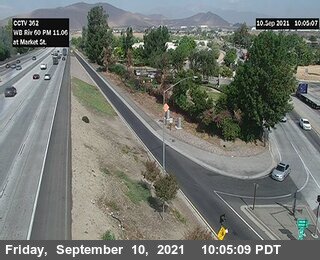 CCTV 362
10 Sep 2021  10:05:07
WB Riv 60 PM 11.06
at Market St.
Friday, September 10, 2021 10:05:09 PDT